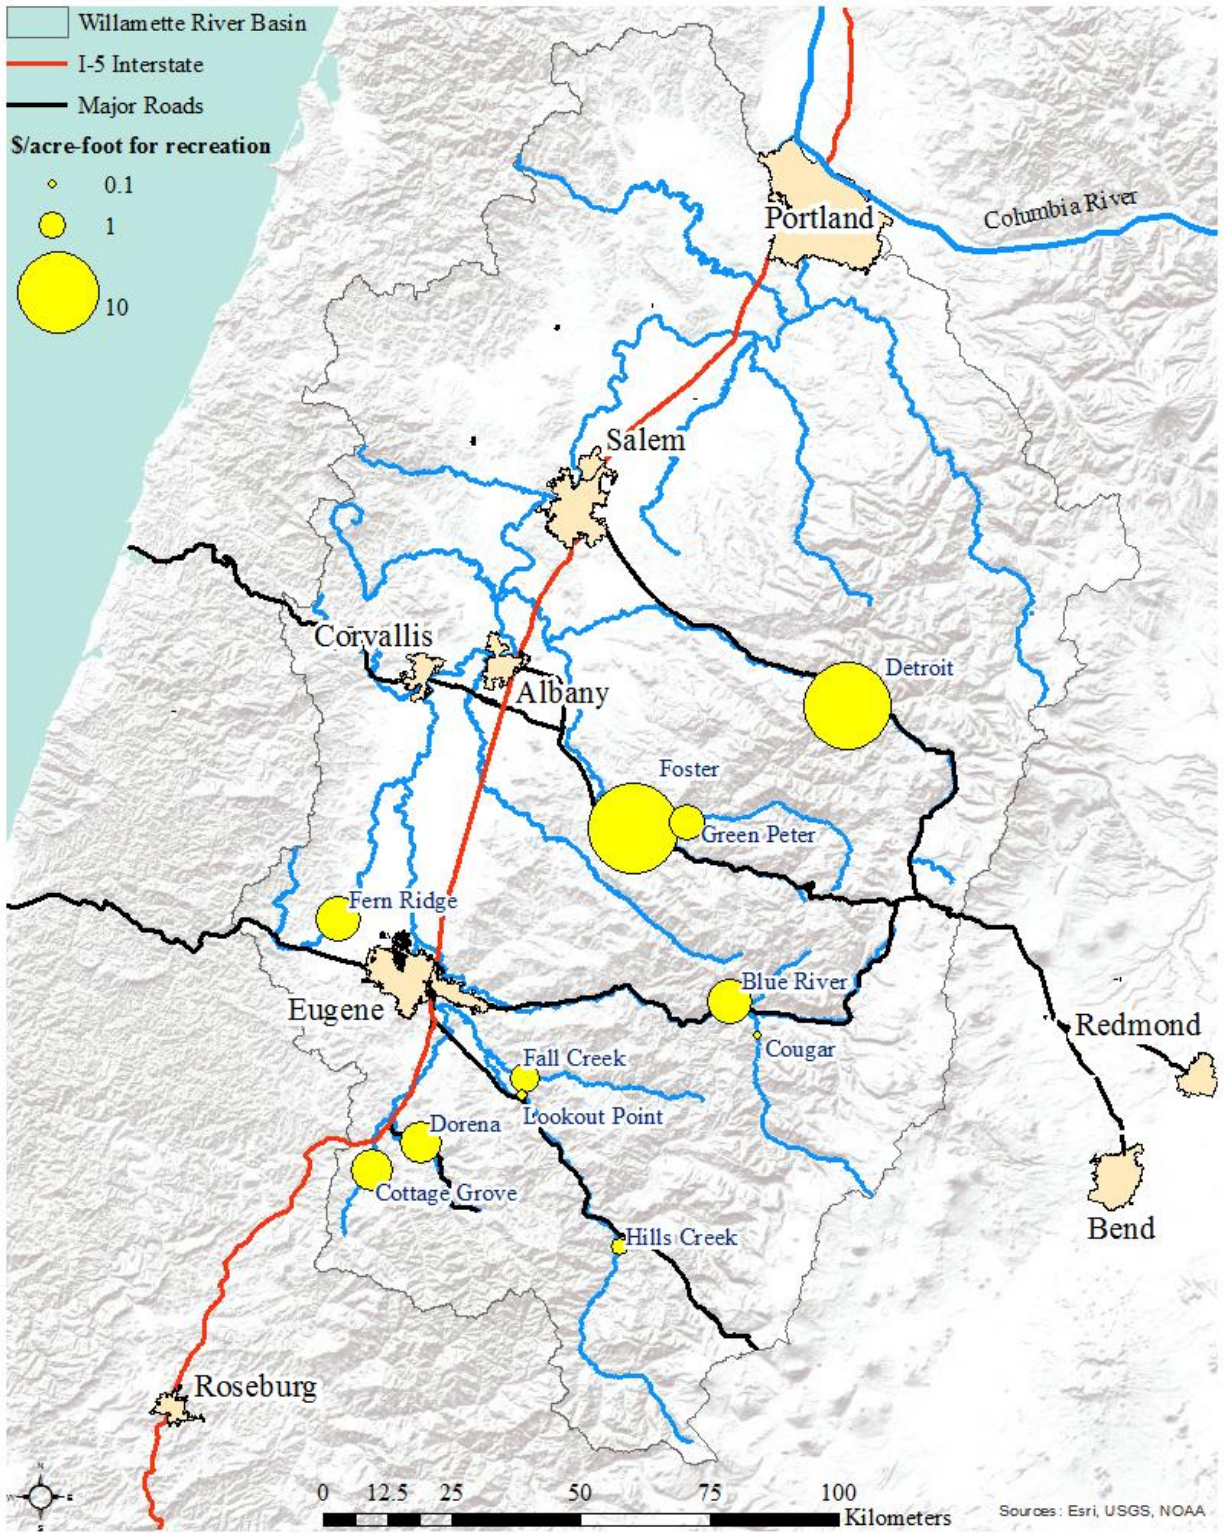 Willamette River Basin
I-5 Interstate
Major Roads
$/acre-foot for recreation
0.1
1
10
Portland
Columbia River
Salem
Corvallis
Albany
Detroit
Foster
Green Peter
Fern Ridge
Eugene
Blue River
Cougar
Redmond
Fall Creek
Lookout Point
Dorena
Cottage Grove
Bend
Hills Creek
Roseburg
N
W E
S
0 12.5 25 50 75 100
Kilometers
Sources: Esri, USGS, NOAA